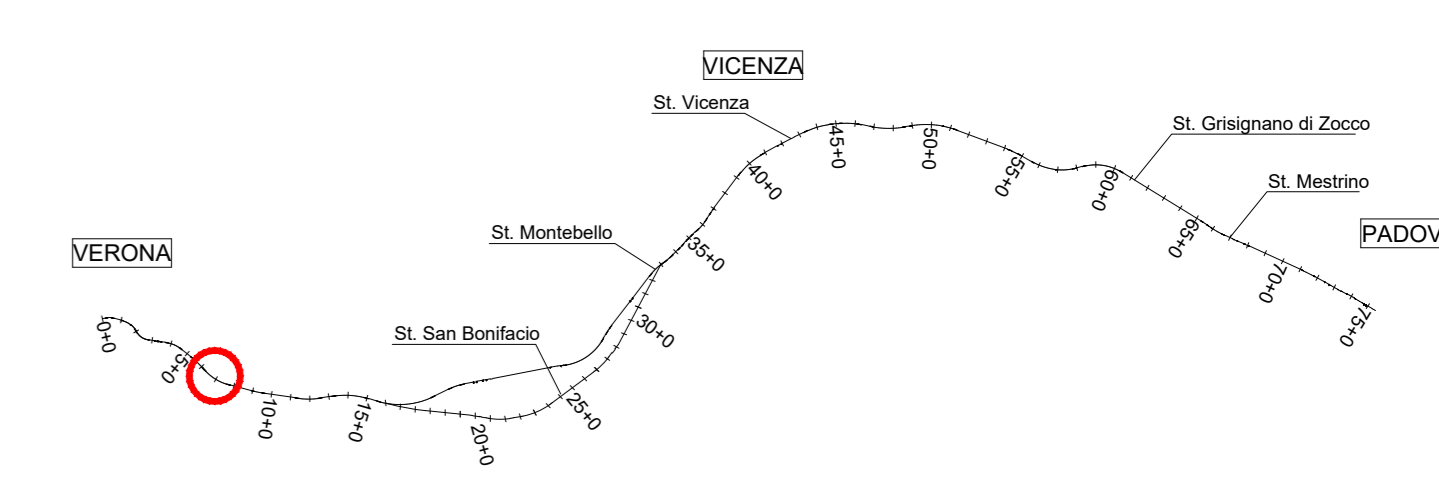 VICENZA
St. Vicenza
St. Grisignano di Zocco
St. Mestrino
PADOV
St. Montebello
VERONA
St. San Bonifacio
0+0
5+0
10+0
15+0
20+0
25+0
30+0
35+0
40+0
45+0
50+0
55+0
60+0
65+0
70+0
75+0